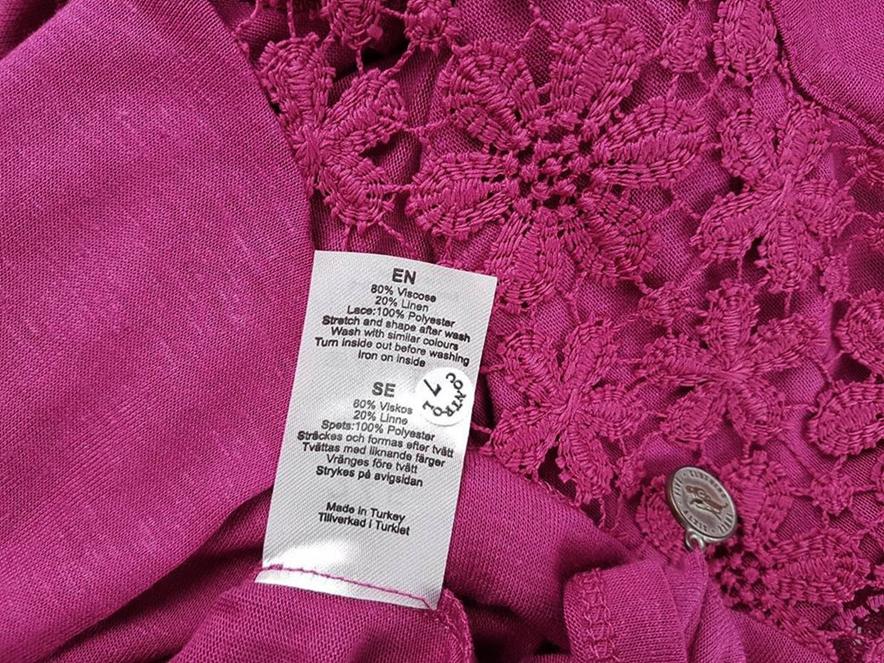 EN
80% Viscose
20% Linen
Lace:100% Polyester
Stretch and shape after wash
Wash with similar colours
Turn inside out before washing
Iron on inside
CONTROL
7
SE
80% Viskos
20% Linne
Spets:100% Polyester
Sträckes och formas efter tvätt
Tvättas med liknande färger
Vränges före tvätt
Strykes på avigsidan
Made in Turkey
Tillverkad i Turkiet